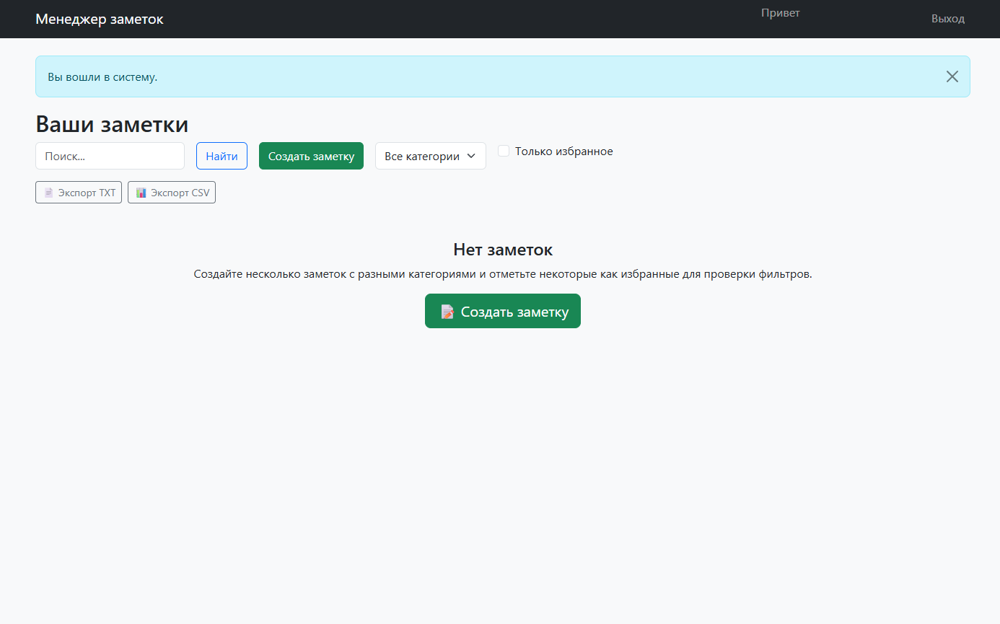 Менеджер заметок
Привет
Выход
Вы вошли в систему.
Ваши заметки
Поиск...
Найти
Создать заметку
Все категории
Только избранное
Экспорт TXT
Экспорт CSV
Нет заметок
Создайте несколько заметок с разными категориями и отметьте некоторые как избранные для проверки фильтров.
Создать заметку